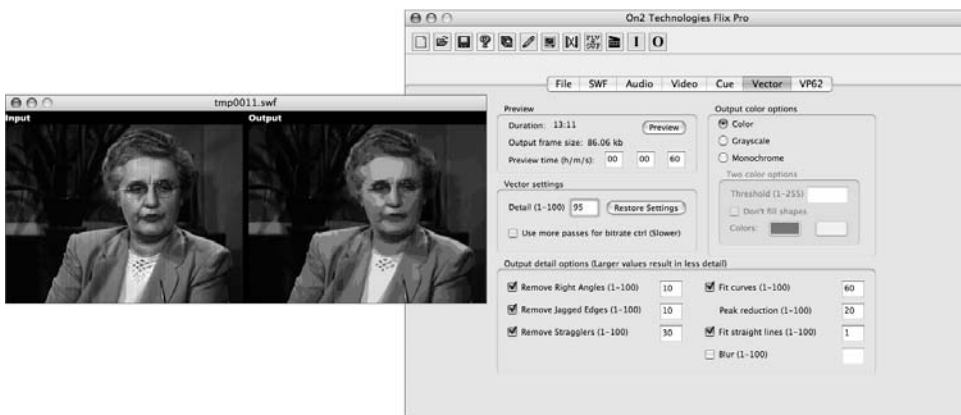 On2 Technologies Flix Pro
I O
File SWF Audio Video Cue Vector VP62
tmp0011.swf
Input Output
Preview
Duration: 13:11 Preview
Output frame size: 86.06 kb
Preview time (h/m/s): 00 00 60
Vector settings
Detail (1-100) 95 Restore Settings
Use more passes for bitrate ctrl (Slower)
Output color options
Color
Grayscale
Monochrome
Two color options
Threshold (1-255)
Don't fill shapes
Colors:
Output detail options (Larger values result in less detail)
Remove Right Angles (1-100) 10
Remove Jagged Edges (1-100) 10
Remove Stragglers (1-100) 30
Fit curves (1-100) 60
Peak reduction (1-100) 20
Fit straight lines (1-100) 1
Blur (1-100)